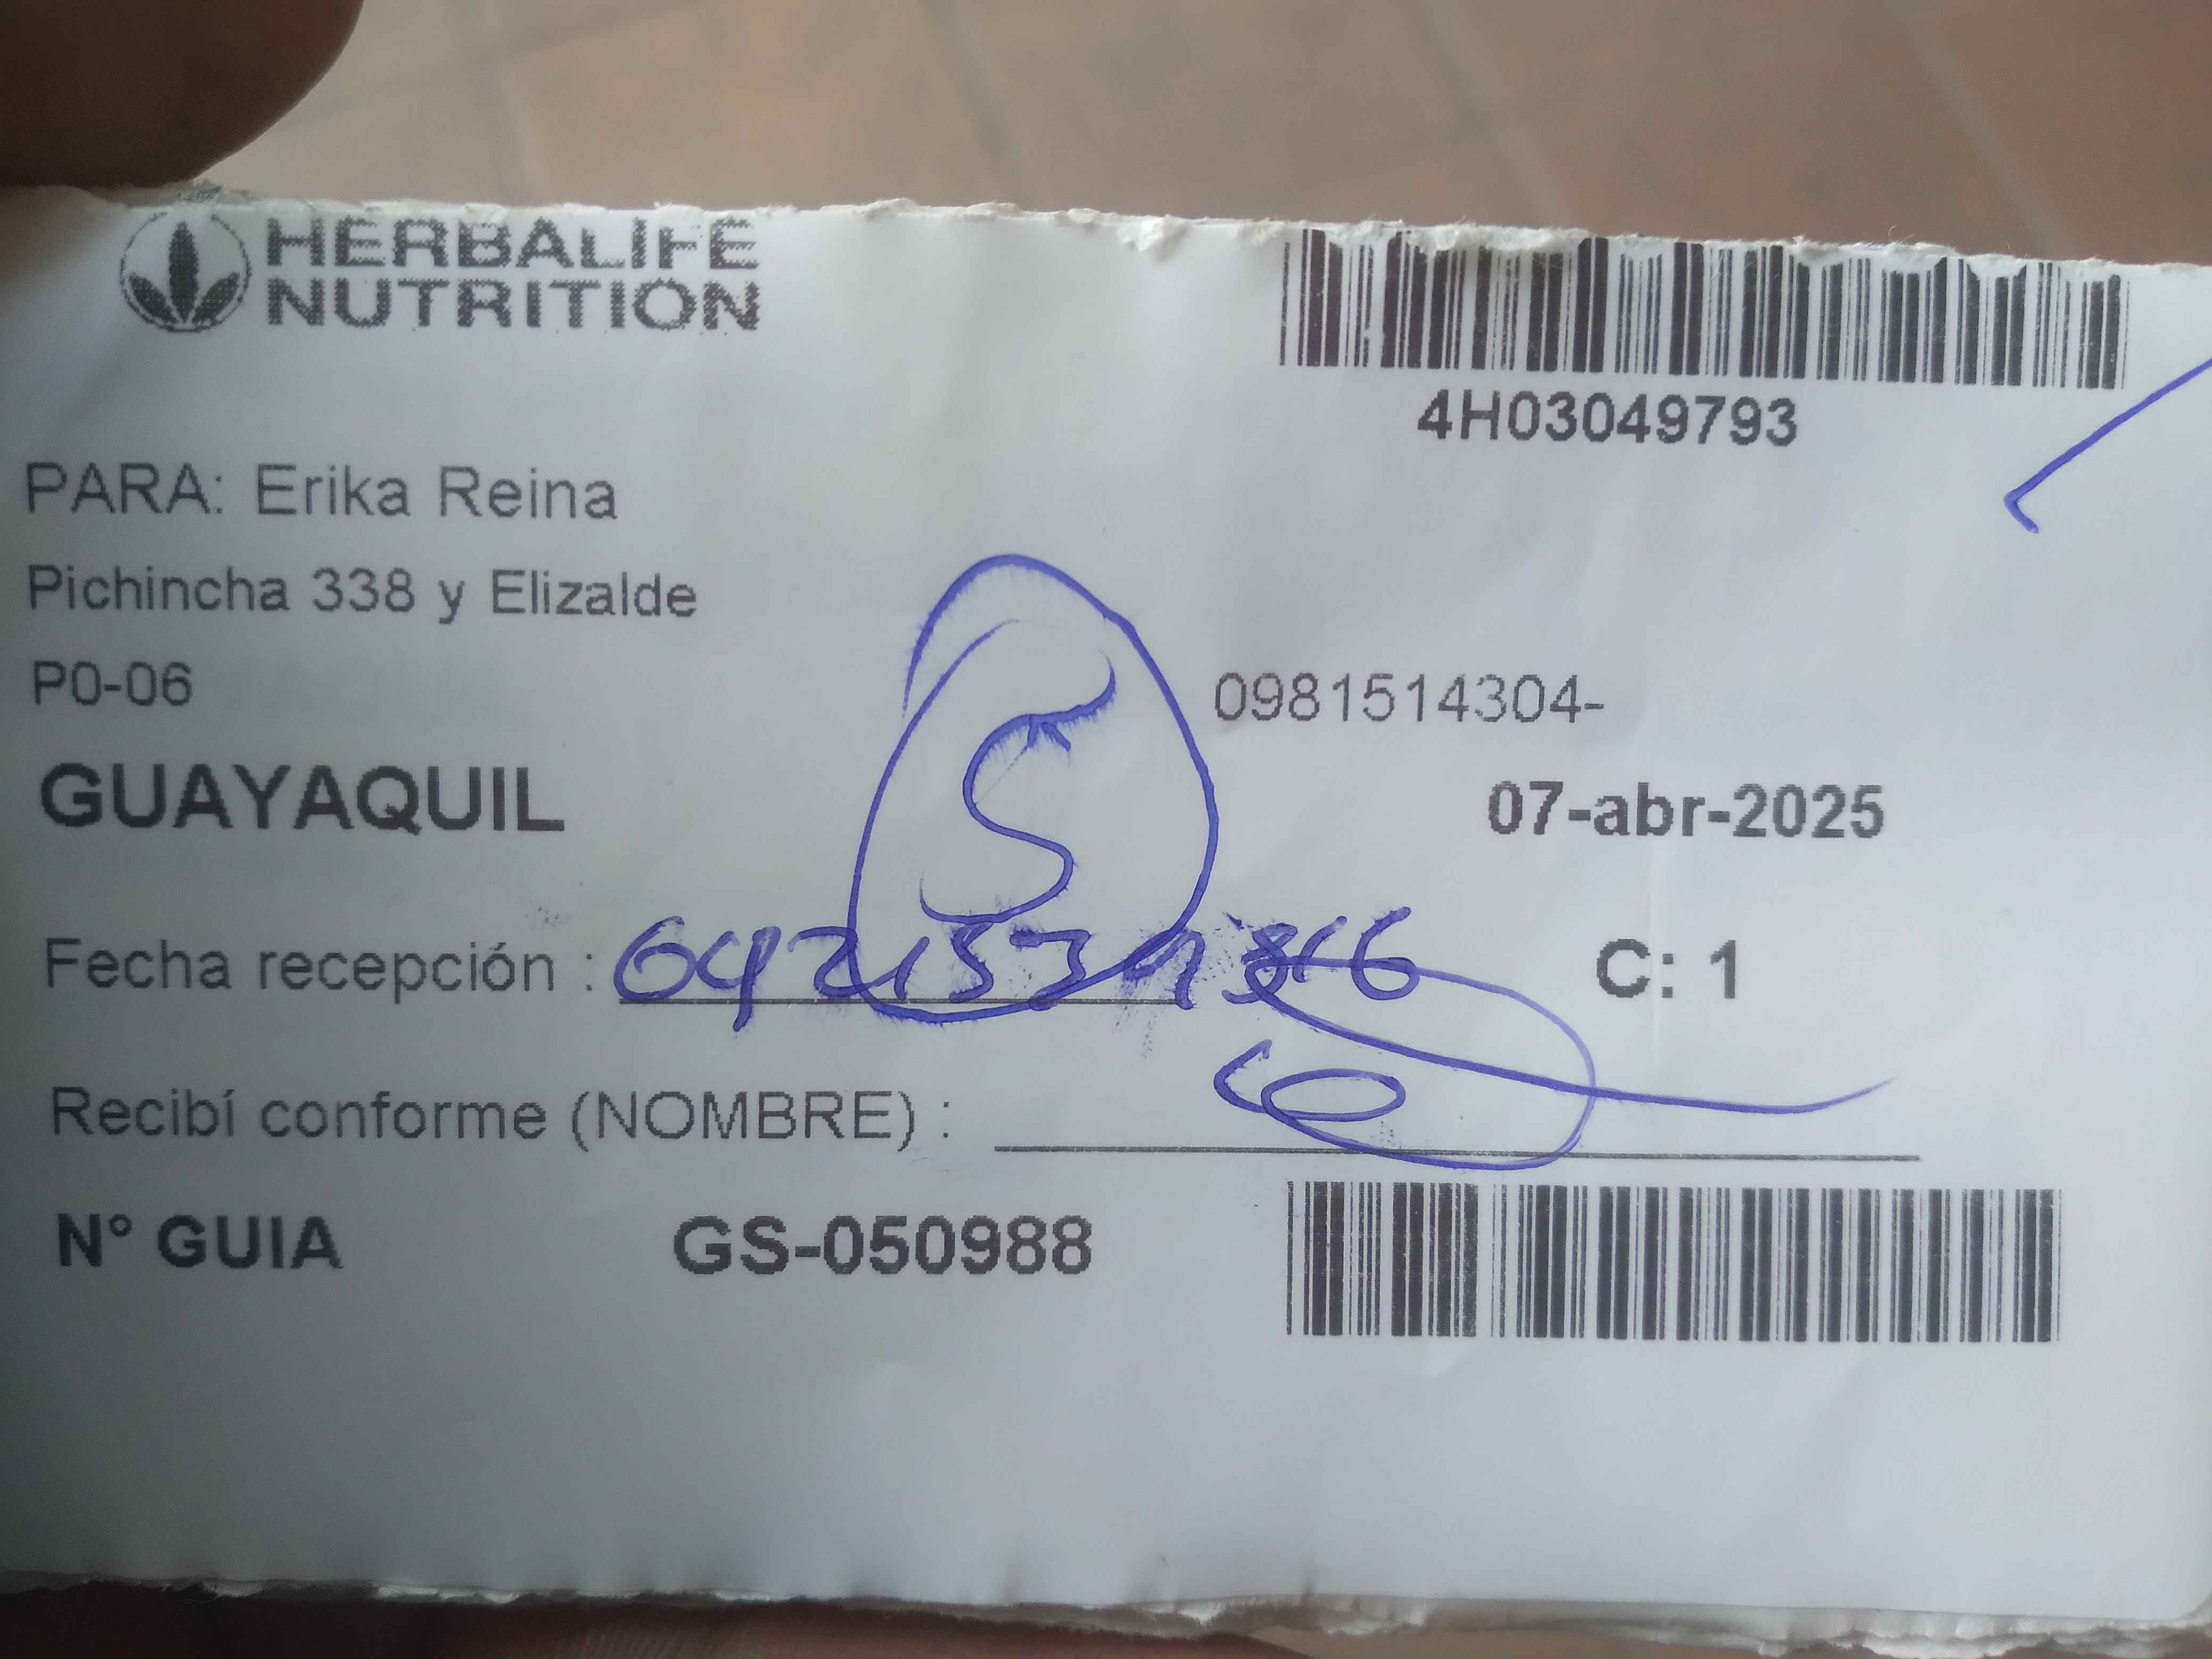 HERBALIFE
NUTRITION
4H03049793
PARA: Erika Reina
Pichincha 338 y Elizalde
P0-06
0981514304-
GUAYAQUIL
07-abr-2025
5
Fecha recepción :
C: 1
Recibí conforme (NOMBRE) :
N° GUIA GS-050988